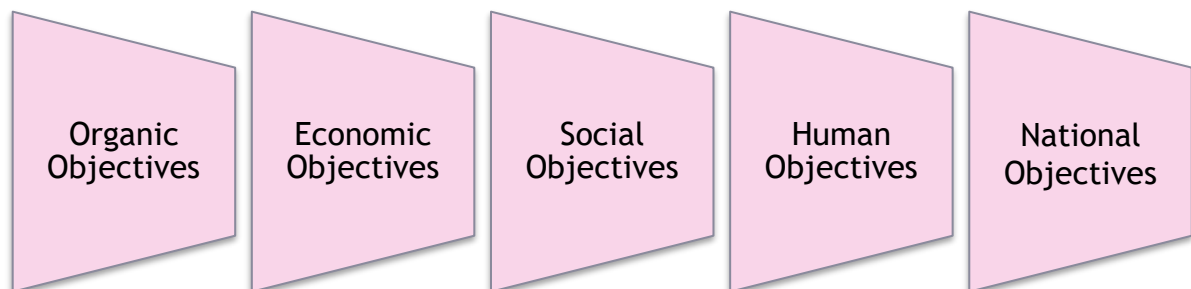 Organic
Objectives
Economic
Objectives
Social
Objectives
Human
Objectives
National
Objectives